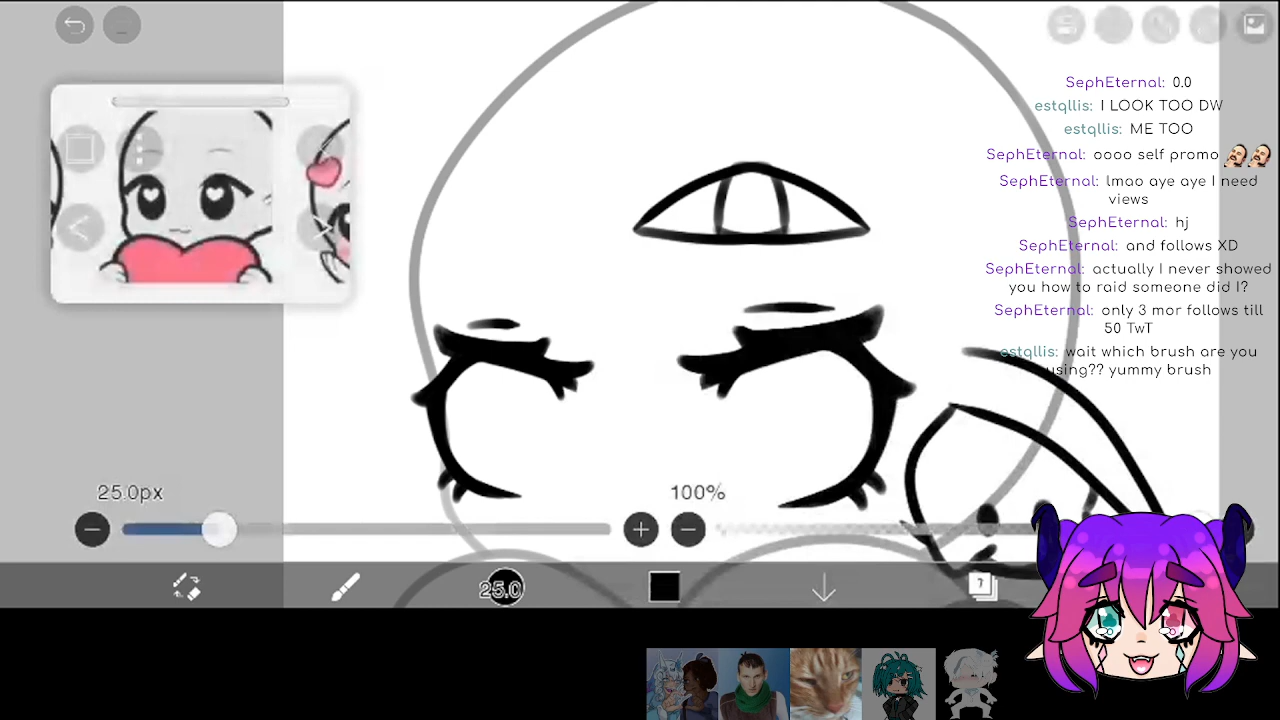 SephEternal: 0.0
estqllis: I LOOK TOO DW
estqllis: ME TOO
SephEternal: oooo self promo
SephEternal: lmao aye aye I need
views
SephEternal: hj
SephEternal: and follows XD
SephEternal: actually I never showed
you how to raid someone did I?
SephEternal: only 3 mor follows till
50 TwT
estqllis: wait which brush are you
using?? yummy brush
25.0px
100%
25.0
7